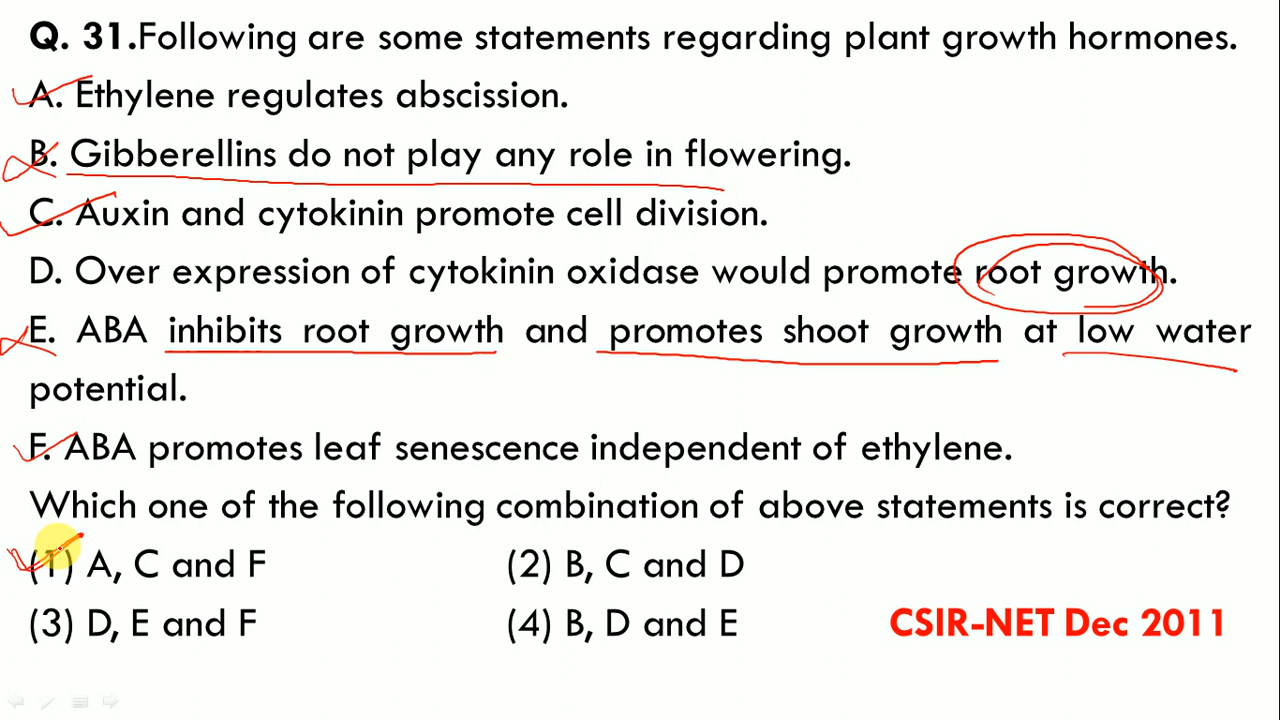 Q. 31.Following are some statements regarding plant growth hormones.
A. Ethylene regulates abscission.
B. Gibberellins do not play any role in flowering.
C. Auxin and cytokinin promote cell division.
D. Over expression of cytokinin oxidase would promote root growth.
E. ABA inhibits root growth and promotes shoot growth at low water
potential.
F. ABA promotes leaf senescence independent of ethylene.
Which one of the following combination of above statements is correct?
(1) A, C and F (2) B, C and D
(3) D, E and F (4) B, D and E CSIR-NET Dec 2011